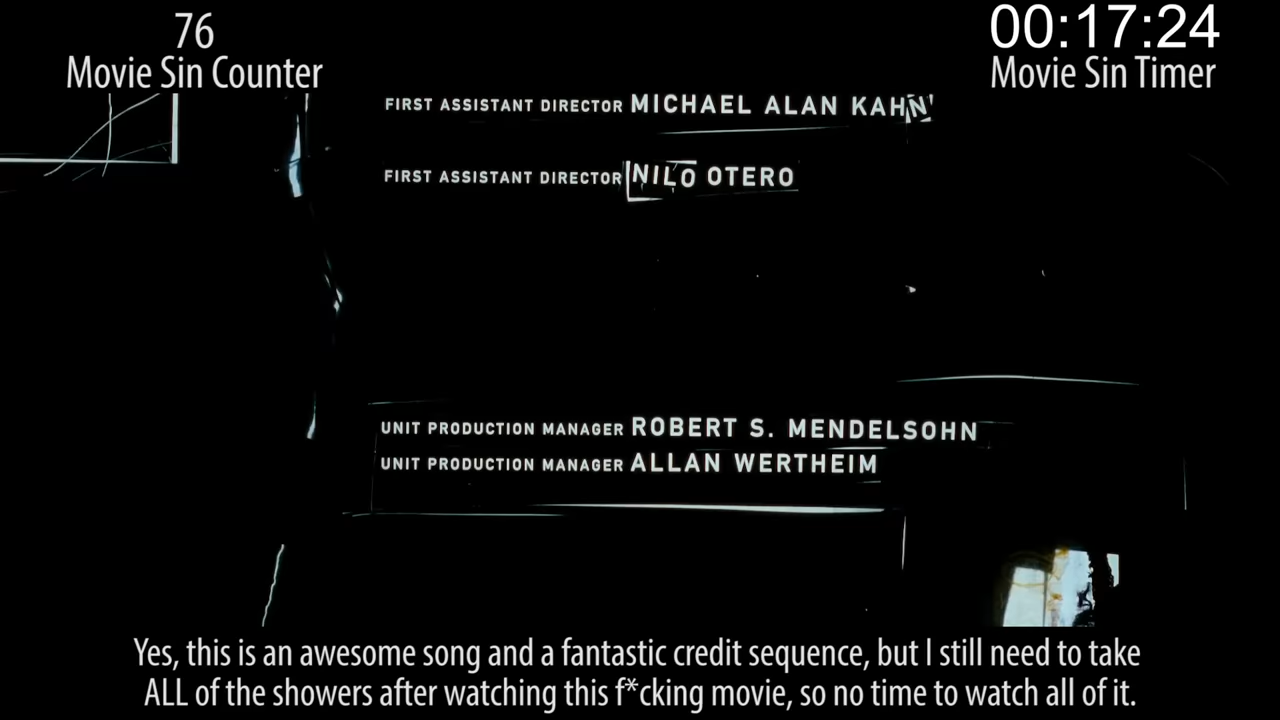 76
Movie Sin Counter
00:17:24
Movie Sin Timer
FIRST ASSISTANT DIRECTOR MICHAEL ALAN KAHN
FIRST ASSISTANT DIRECTOR NILO OTERO
UNIT PRODUCTION MANAGER ROBERT S. MENDELSOHN
UNIT PRODUCTION MANAGER ALLAN WERTHEIM
Yes, this is an awesome song and a fantastic credit sequence, but I still need to take
ALL of the showers after watching this f*cking movie, so no time to watch all of it.